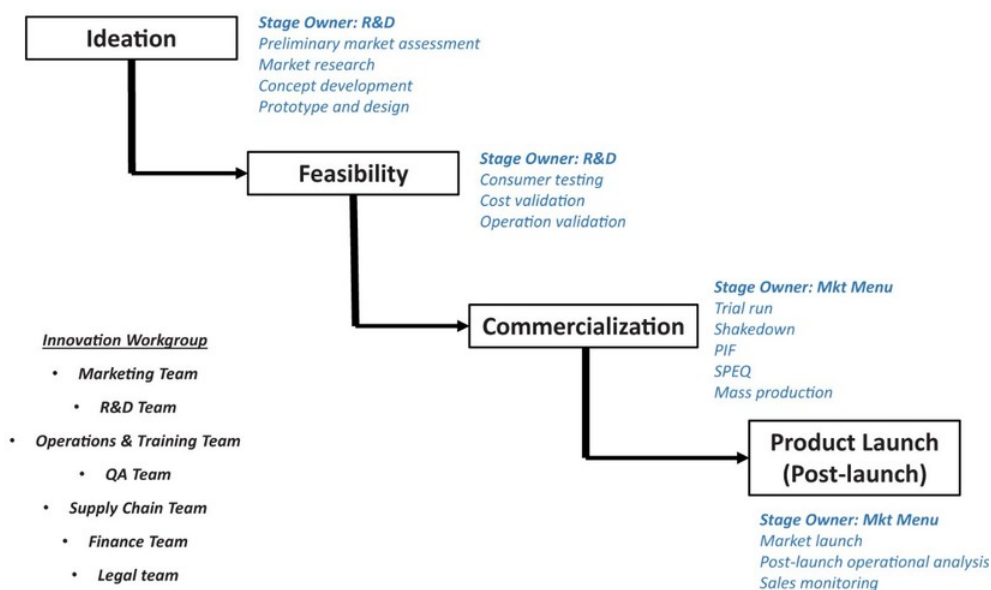 Ideation
Stage Owner: R&D
Preliminary market assessment
Market research
Concept development
Prototype and design
Feasibility
Stage Owner: R&D
Consumer testing
Cost validation
Operation validation
Commercialization
Stage Owner: Mkt Menu
Trial run
Shakedown
PIF
SPEQ
Mass production
Innovation Workgroup
• Marketing Team
• R&D Team
• Operations & Training Team
• QA Team
• Supply Chain Team
• Finance Team
• Legal team
Product Launch
(Post-launch)
Stage Owner: Mkt Menu
Market launch
Post-launch operational analysis
Sales monitoring